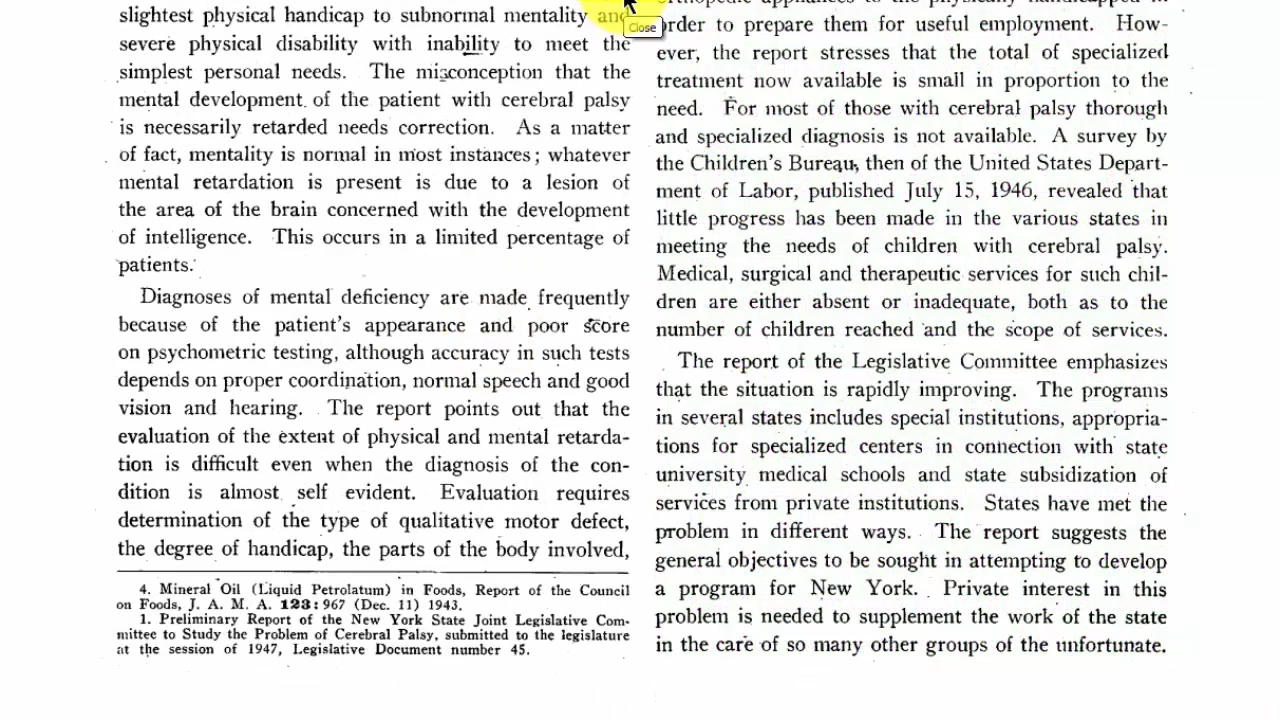 slightest physical handicap to subnormal mentality and
severe physical disability with inability to meet the
simplest personal needs. The misconception that the
mental development of the patient with cerebral palsy
is necessarily retarded needs correction. As a matter
of fact, mentality is normal in most instances; whatever
mental retardation is present is due to a lesion of
the area of the brain concerned with the development
of intelligence. This occurs in a limited percentage of
patients.
Diagnoses of mental deficiency are made frequently
because of the patient's appearance and poor score
on psychometric testing, although accuracy in such tests
depends on proper coordination, normal speech and good
vision and hearing. The report points out that the
evaluation of the extent of physical and mental retarda-
tion is difficult even when the diagnosis of the con-
dition is almost self evident. Evaluation requires
determination of the type of qualitative motor defect,
the degree of handicap, the parts of the body involved,
4. Mineral Oil (Liquid Petrolatum) in Foods, Report of the Council
on Foods, J. A. M. A. 123:967 (Dec. 11) 1943.
1. Preliminary Report of the New York State Joint Legislative Com-
mittee to Study the Problem of Cerebral Palsy, submitted to the legislature
at the session of 1947, Legislative Document number 45.
Close
orthopedic appliances to the physically handicapped in
order to prepare them for useful employment. How-
ever, the report stresses that the total of specialized
treatment now available is small in proportion to the
need. For most of those with cerebral palsy thorough
and specialized diagnosis is not available. A survey by
the Children's Bureau, then of the United States Depart-
ment of Labor, published July 15, 1946, revealed that
little progress has been made in the various states in
meeting the needs of children with cerebral palsy.
Medical, surgical and therapeutic services for such chil-
dren are either absent or inadequate, both as to the
number of children reached and the scope of services.
The report of the Legislative Committee emphasizes
that the situation is rapidly improving. The programs
in several states includes special institutions, appropria-
tions for specialized centers in connection with state
university medical schools and state subsidization of
services from private institutions. States have met the
problem in different ways. The report suggests the
general objectives to be sought in attempting to develop
a program for New York. Private interest in this
problem is needed to supplement the work of the state
in the care of so many other groups of the unfortunate.